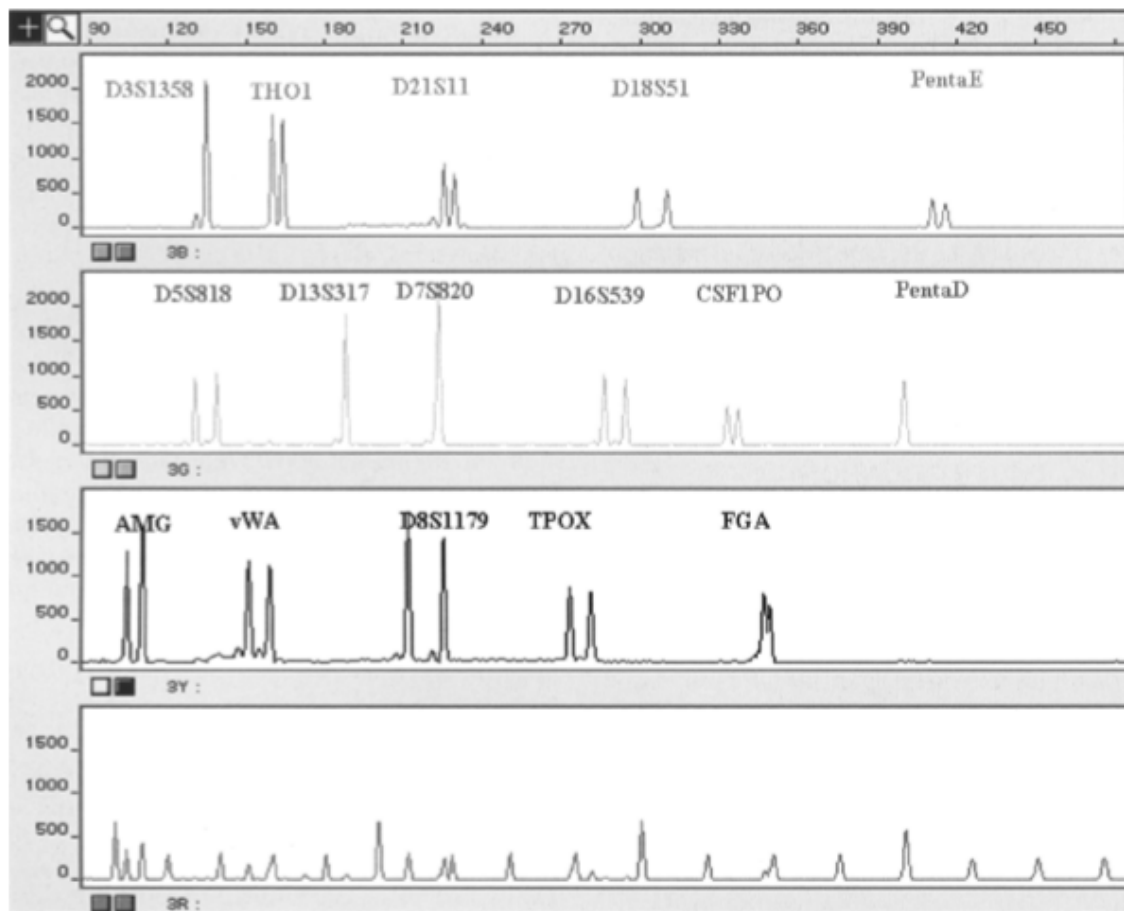 90 120 150 180 210 240 270 300 330 360 390 420 450
D3S1358 THO1 D21S11 D18S51 PentaE
2000
1500
1000
500
0
3B :
D5S818 D13S317 D7S820 D16S539 CSF1PO PentaD
2000
1500
1000
500
0
3G :
AMG vWA D8S1179 TPOX FGA
1500
1000
500
0
3Y :
1500
1000
500
0
3R :